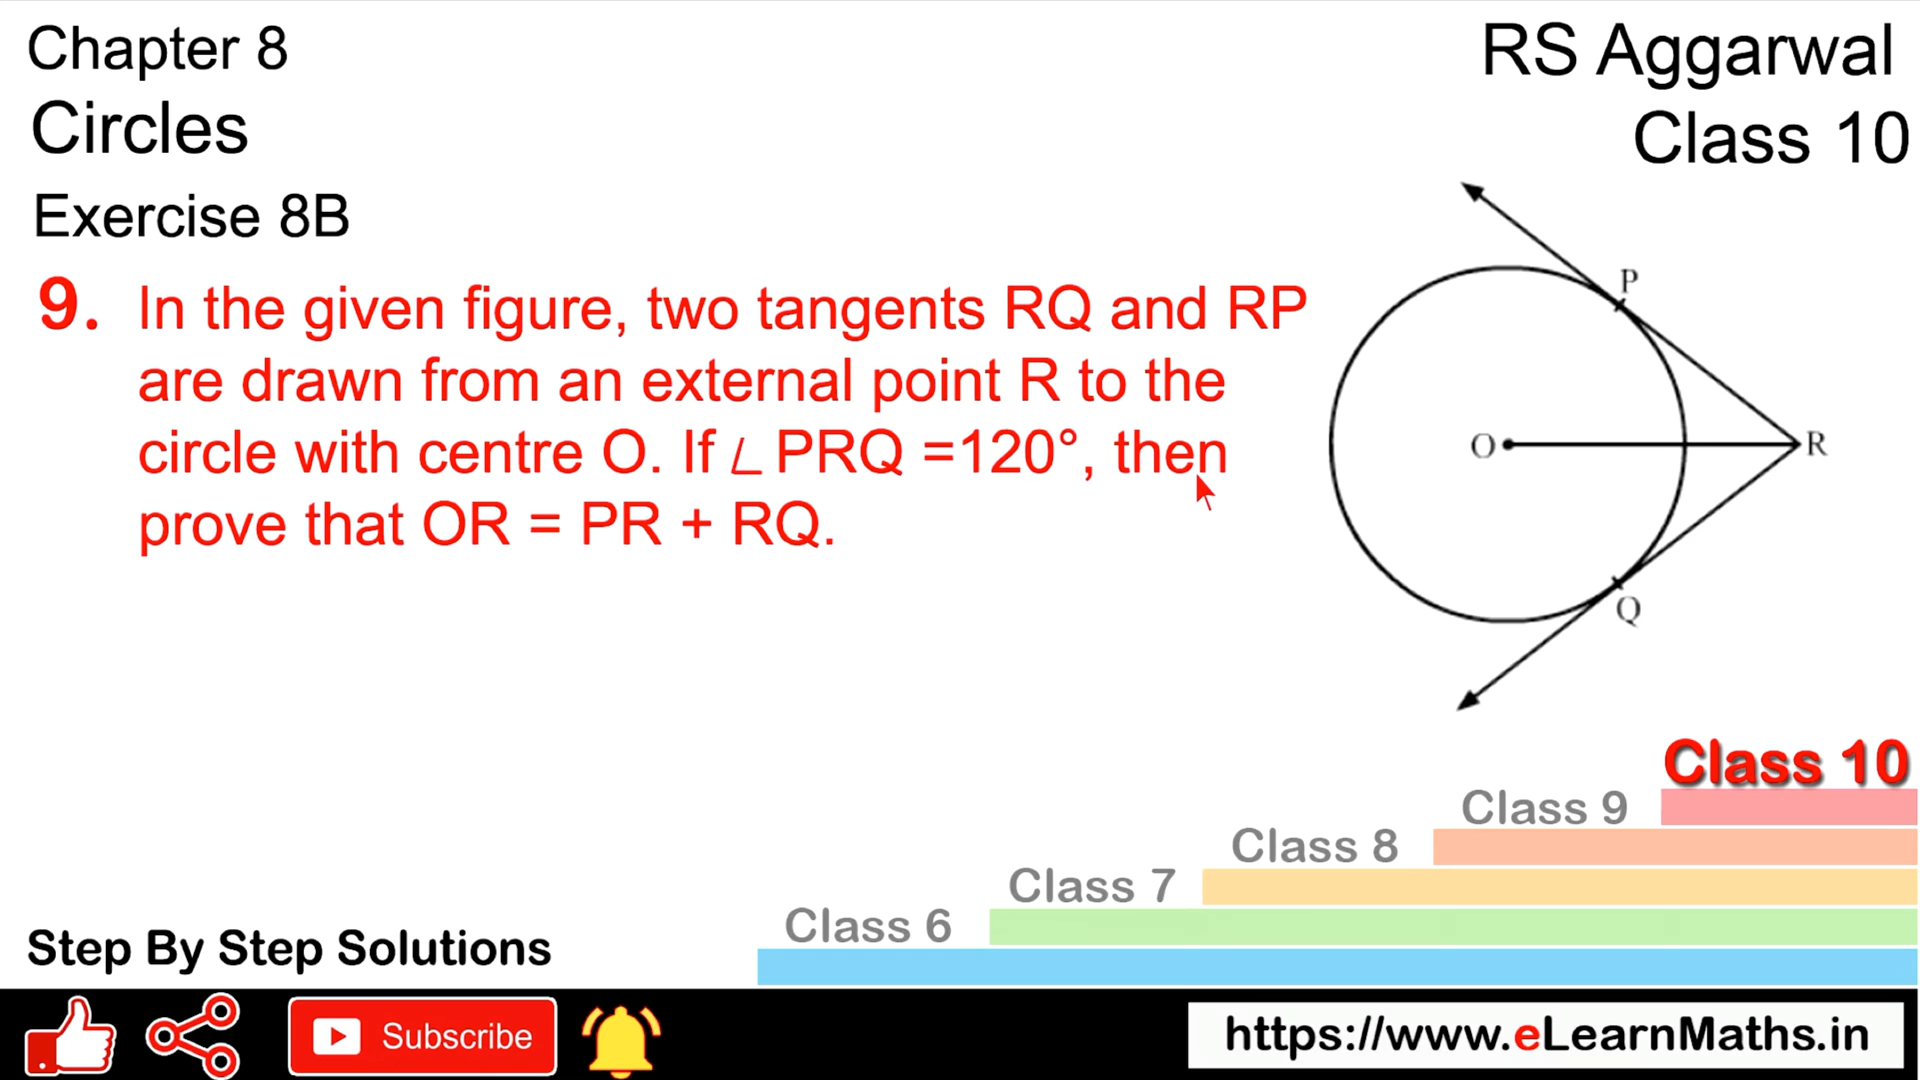 Chapter 8
Circles
Exercise 8B
RS Aggarwal
Class 10
9. In the given figure, two tangents RQ and RP
are drawn from an external point R to the
circle with centre O. If ∠PRQ =120°, then
prove that OR = PR + RQ.
P
O
R
Q
Class 10
Class 9
Class 8
Class 7
Class 6
Step By Step Solutions
Subscribe
https://www.eLearnMaths.in